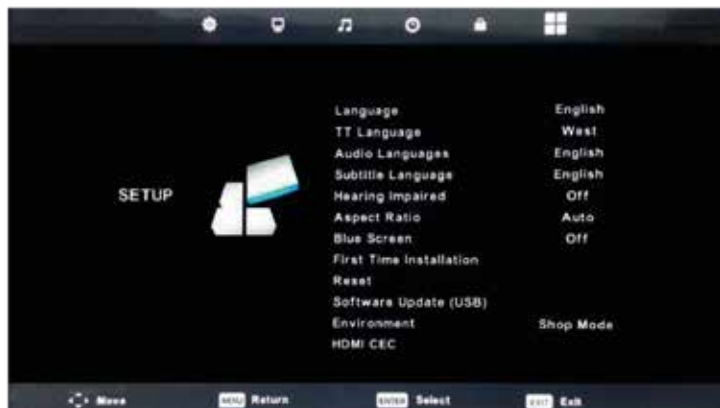 SETUP
Language English
TT Language West
Audio Languages English
Subtitle Language English
Hearing Impaired Off
Aspect Ratio Auto
Blue Screen Off
First Time Installation
Reset
Software Update (USB)
Environment Shop Mode
HDMI CEC
Move MENU Return ENTER Select EXIT Exit